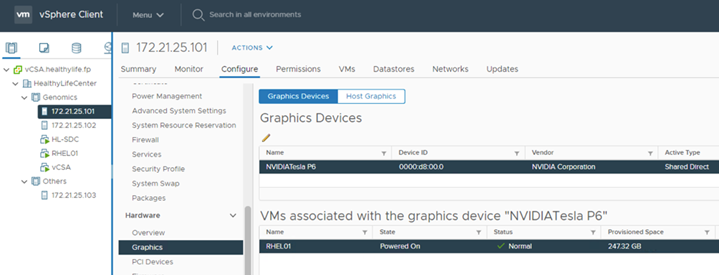 vm vSphere Client Menu Search in all environments
172.21.25.101 ACTIONS
Summary Monitor Configure Permissions VMs Datastores Networks Updates
vCSA.healthylife.fp
HealthyLifeCenter
Genomics
172.21.25.101
172.21.25.102
HL-SDC
RHEL01
vCSA
Others
172.21.25.103
Power Management
Advanced System Settings
System Resource Reservation
Firewall
Services
Security Profile
System Swap
Packages
Hardware
Overview
Graphics
PCI Devices
Graphics Devices Host Graphics
Graphics Devices
Name Device ID Vendor Active Type
NVIDIATesla P6 0000:d8:00.0 NVIDIA Corporation Shared Direct
VMs associated with the graphics device "NVIDIATesla P6"
Name State Status Provisioned Space
RHEL01 Powered On Normal 247.32 GB